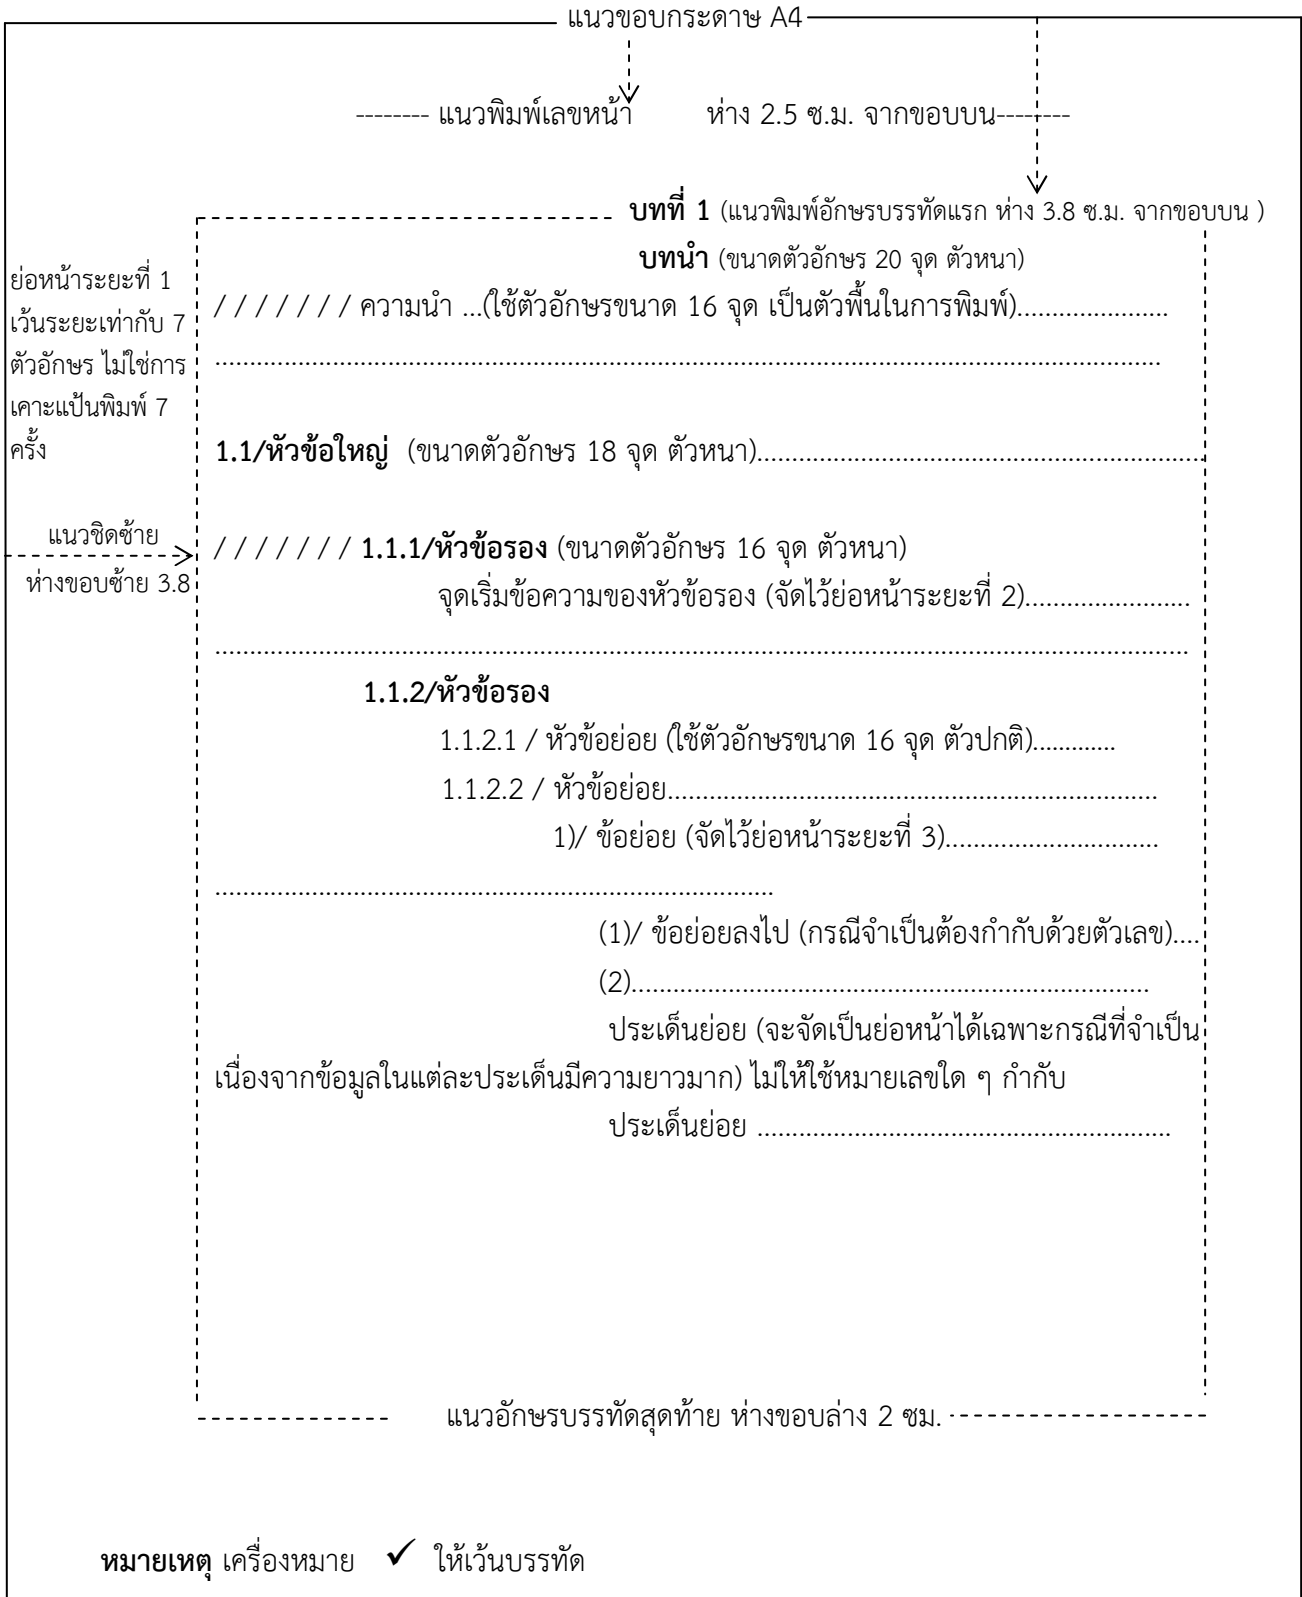 แนวขอบกระดาษ A4
-------- แนวพิมพ์เลขหน้า ห่าง 2.5 ซ.ม. จากขอบบน--------
บทที่ 1 (แนวพิมพ์อักษรบรรทัดแรก ห่าง 3.8 ซ.ม. จากขอบบน )
บทนำ (ขนาดตัวอักษร 20 จุด ตัวหนา)
ย่อหน้าระยะที่ 1
เว้นระยะเท่ากับ 7
ตัวอักษร ไม่ใช่การ
เคาะแป้นพิมพ์ 7
ครั้ง
/ / / / / / / ความนำ ...(ใช้ตัวอักษรขนาด 16 จุด เป็นตัวพื้นในการพิมพ์)......................
.........................................................................................................................................
1.1/หัวข้อใหญ่ (ขนาดตัวอักษร 18 จุด ตัวหนา).................................................................
แนวชิดซ้าย
ห่างขอบซ้าย 3.8
/ / / / / / / 1.1.1/หัวข้อรอง (ขนาดตัวอักษร 16 จุด ตัวหนา)
จุดเริ่มข้อความของหัวข้อรอง (จัดไว้ย่อหน้าระยะที่ 2)........................
.............................................................................................................................................
1.1.2/หัวข้อรอง
1.1.2.1 / หัวข้อย่อย (ใช้ตัวอักษรขนาด 16 จุด ตัวปกติ)............
1.1.2.2 / หัวข้อย่อย.......................................................................
1)/ ข้อย่อย (จัดไว้ย่อหน้าระยะที่ 3)...............................
.................................................................................
(1)/ ข้อย่อยลงไป (กรณีจำเป็นต้องกำกับด้วยตัวเลข)....
(2)...........................................................................
ประเด็นย่อย (จะจัดเป็นย่อหน้าได้เฉพาะกรณีที่จำเป็น
เนื่องจากข้อมูลในแต่ละประเด็นมีความยาวมาก) ไม่ให้ใช้หมายเลขใด ๆ กำกับ
ประเด็นย่อย ............................................................
แนวอักษรบรรทัดสุดท้าย ห่างขอบล่าง 2 ซม.
หมายเหตุ เครื่องหมาย ✓ ให้เว้นบรรทัด